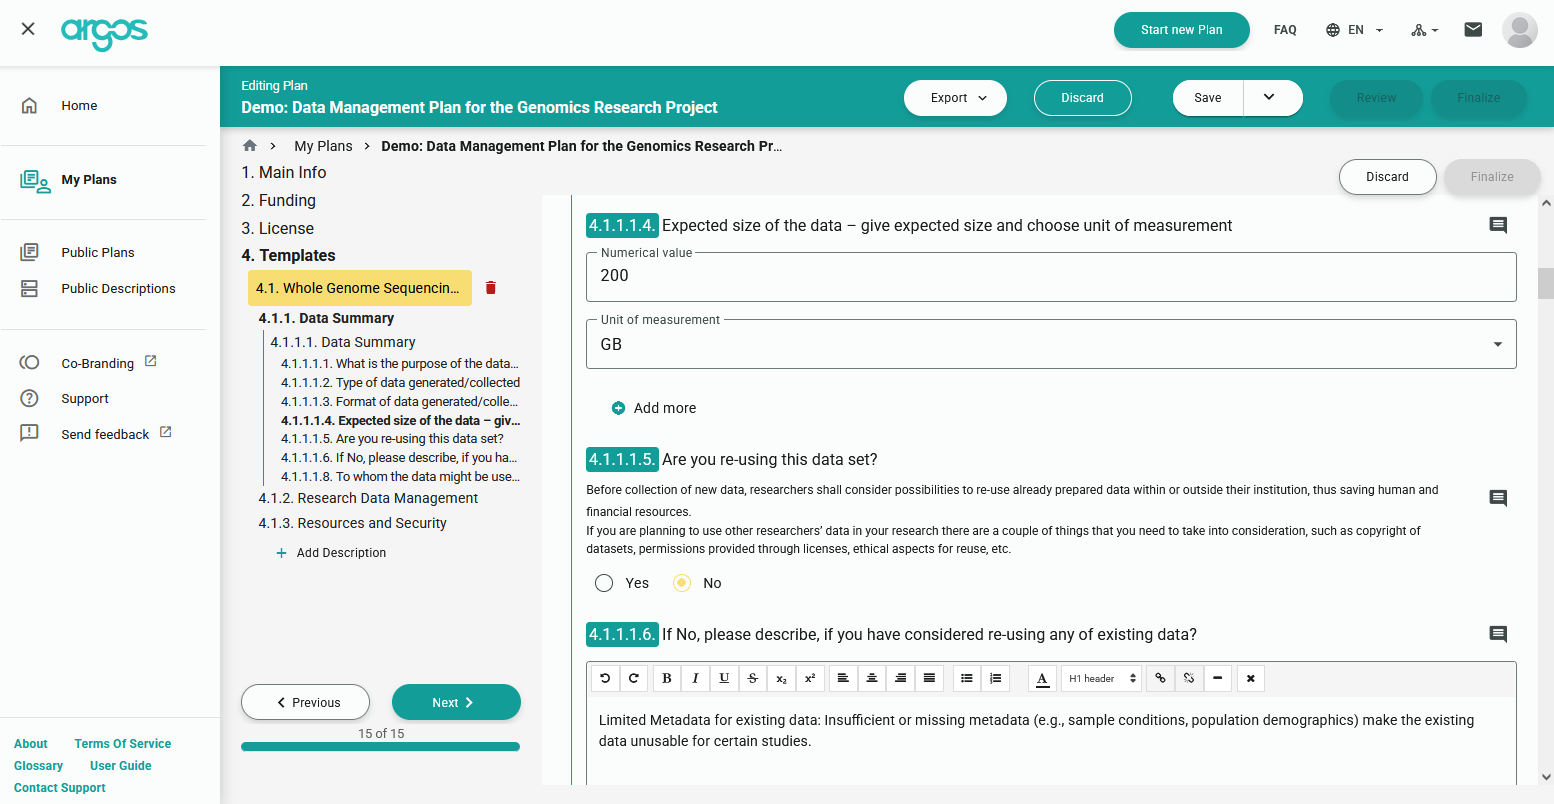 argos
Start new Plan
FAQ
EN
Home
My Plans
Public Plans
Public Descriptions
Co-Branding
Support
Send feedback
About Terms Of Service
Glossary User Guide
Contact Support
Editing Plan
Demo: Data Management Plan for the Genomics Research Project
Export
Discard
Save
Review
Finalize
My Plans
Demo: Data Management Plan for the Genomics Research Pr...
Discard
Finalize
1. Main Info
2. Funding
3. License
4. Templates
4.1. Whole Genome Sequencin...
4.1.1. Data Summary
4.1.1.1. Data Summary
4.1.1.1.1. What is the purpose of the data...
4.1.1.1.2. Type of data generated/collected
4.1.1.1.3. Format of data generated/colle...
4.1.1.1.4. Expected size of the data – giv...
4.1.1.1.5. Are you re-using this data set?
4.1.1.1.6. If No, please describe, if you ha...
4.1.1.1.8. To whom the data might be use...
4.1.2. Research Data Management
4.1.3. Resources and Security
Add Description
Previous
Next
15 of 15
4.1.1.1.4. Expected size of the data – give expected size and choose unit of measurement
Numerical value
200
Unit of measurement
GB
Add more
4.1.1.1.5. Are you re-using this data set?
Before collection of new data, researchers shall consider possibilities to re-use already prepared data within or outside their institution, thus saving human and
financial resources.
If you are planning to use other researchers’ data in your research there are a couple of things that you need to take into consideration, such as copyright of
datasets, permissions provided through licenses, ethical aspects for reuse, etc.
Yes
No
4.1.1.1.6. If No, please describe, if you have considered re-using any of existing data?
B I U S x₂ x² A H1 header
Limited Metadata for existing data: Insufficient or missing metadata (e.g., sample conditions, population demographics) make the existing
data unusable for certain studies.